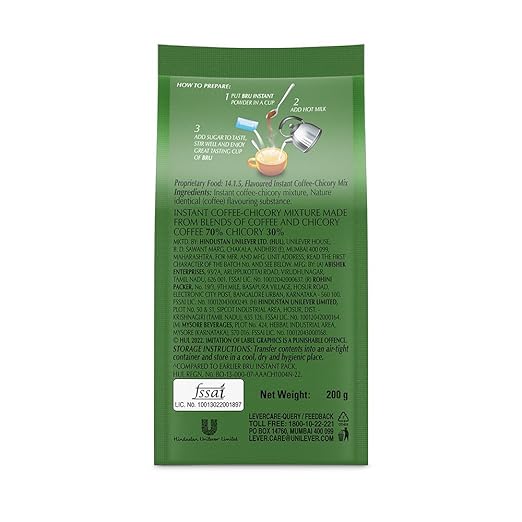 HOW TO PREPARE:
1 PUT BRU INSTANT
POWDER IN A CUP
2
ADD HOT MILK
3
ADD SUGAR TO TASTE,
STIR WELL AND ENJOY
GREAT TASTING CUP
OF BRU
Proprietary Food: 14.1.5, Flavoured Instant Coffee-Chicory Mix
Ingredients: Instant coffee-chicory mixture, Nature
identical (coffee) flavouring substance.
INSTANT COFFEE-CHICORY MIXTURE MADE
FROM BLENDS OF COFFEE AND CHICORY
COFFEE 70% CHICORY 30%
MKTD. BY: HINDUSTAN UNILEVER LTD. (HUL), UNILEVER HOUSE,
B. D. SAWANT MARG, CHAKALA, ANDHERI (E), MUMBAI 400 099,
MAHARASHTRA. FOR MFR. AND MFG. UNIT ADDRESS, READ THE FIRST
CHARACTER OF THE BATCH No. AND SEE BELOW. MFG. BY: (A) ABISHEK
ENTERPRISES, 93/7A, ARUPPUKOTTAI ROAD, VIRUDHUNAGAR,
TAMIL NADU, 626 001. FSSAI LIC. No. 10012042000637. (R) ROHINI
PACKER, No. 19/3, 9TH MILE, BASAPURA VILLAGE, HOSUR ROAD,
ELECTRONIC CITY POST, BANGALORE URBAN, KARNATAKA - 560 100.
FSSAI LIC. No. 10012043000249. (H) HINDUSTAN UNILEVER LIMITED,
PLOT No. 50 & 51, SIPCOT INDUSTRIAL AREA, HOSUR, DIST. -
KRISHNAGIRI (TAMIL NADU), 635 126. FSSAI LIC. No. 10012042000164.
(M) MYSORE BEVERAGES, PLOT No. 424, HEBBAL INDUSTRIAL AREA,
MYSORE (KARNATAKA), 570 016. FSSAI LIC. No. 10012043000168.
© HUL 2022. IMITATION OF LABEL GRAPHICS IS A PUNISHABLE OFFENCE.
STORAGE INSTRUCTIONS: Transfer contents into an air-tight
container and store in a cool, dry and hygienic place.
^COMPARED TO EARLIER BRU INSTANT PACK.
HUE REGN. No.: BO-13-000-07-AAACH1004N-22.
fssai
LIC. No. 10013022001897
Net Weight: 200 g
Hindustan Unilever Limited
LEVERCARE-QUERY / FEEDBACK
TOLL FREE: 1800-10-22-221
PO BOX 14760, MUMBAI 400 099
LEVER.CARE@UNILEVER.COM